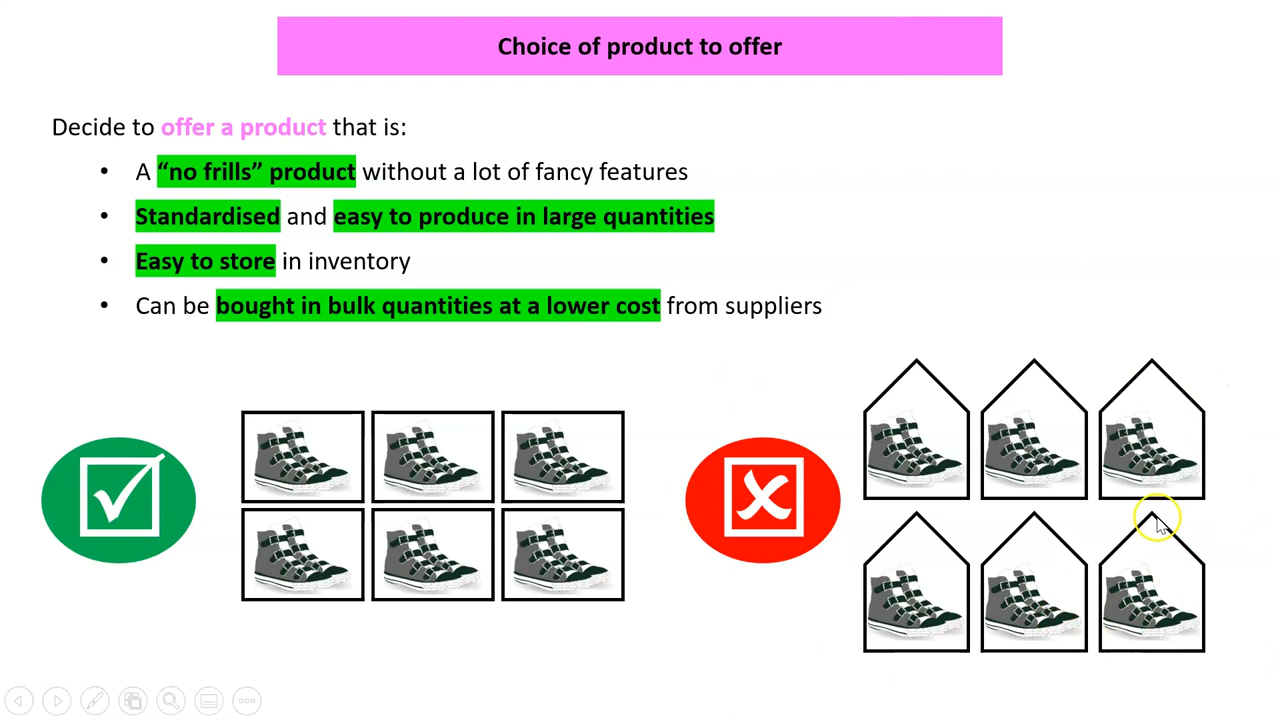 Choice of product to offer
Decide to offer a product that is:
• A “no frills” product without a lot of fancy features
• Standardised and easy to produce in large quantities
• Easy to store in inventory
• Can be bought in bulk quantities at a lower cost from suppliers